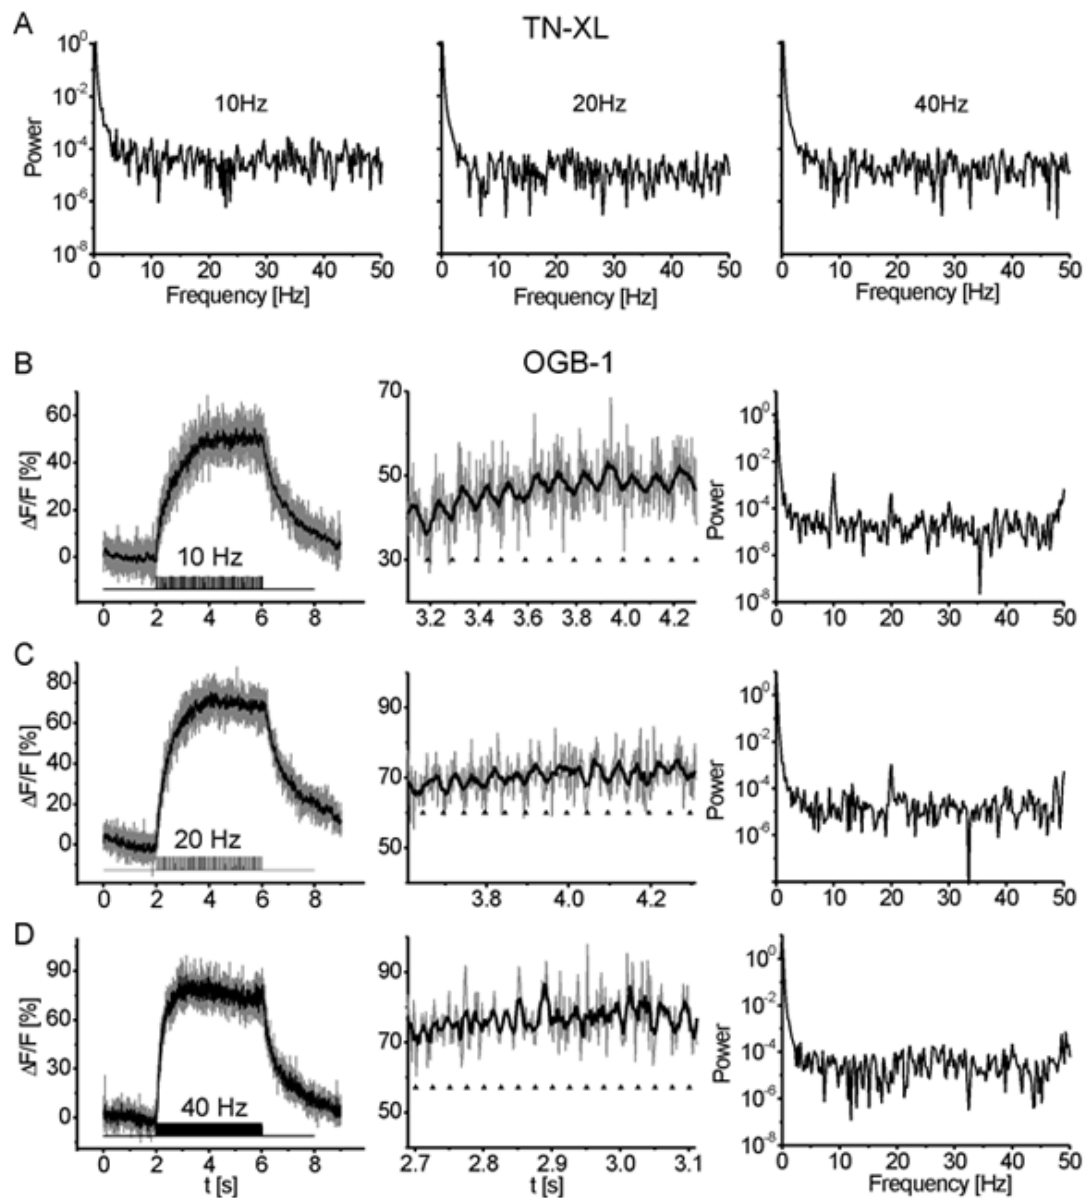 A
TN-XL
10^0
10^-2
10^-4
10^-6
10^-8
Power
10Hz
20Hz
40Hz
0 10 20 30 40 50
0 10 20 30 40 50
0 10 20 30 40 50
Frequency [Hz]
Frequency [Hz]
Frequency [Hz]
B
OGB-1
60
40
20
0
ΔF/F [%]
10 Hz
0 2 4 6 8
70
50
30
3.2 3.4 3.6 3.8 4.0 4.2
10^0
10^-2
10^-4
10^-6
10^-8
Power
0 10 20 30 40 50
C
80
60
40
20
0
ΔF/F [%]
20 Hz
0 2 4 6 8
90
70
50
3.8 4.0 4.2
10^0
10^-2
10^-4
10^-6
Power
0 10 20 30 40 50
D
90
60
30
0
ΔF/F [%]
40 Hz
0 2 4 6 8
t [s]
90
70
50
2.7 2.8 2.9 3.0 3.1
t [s]
10^0
10^-2
10^-4
10^-6
10^-8
Power
0 10 20 30 40 50
Frequency [Hz]